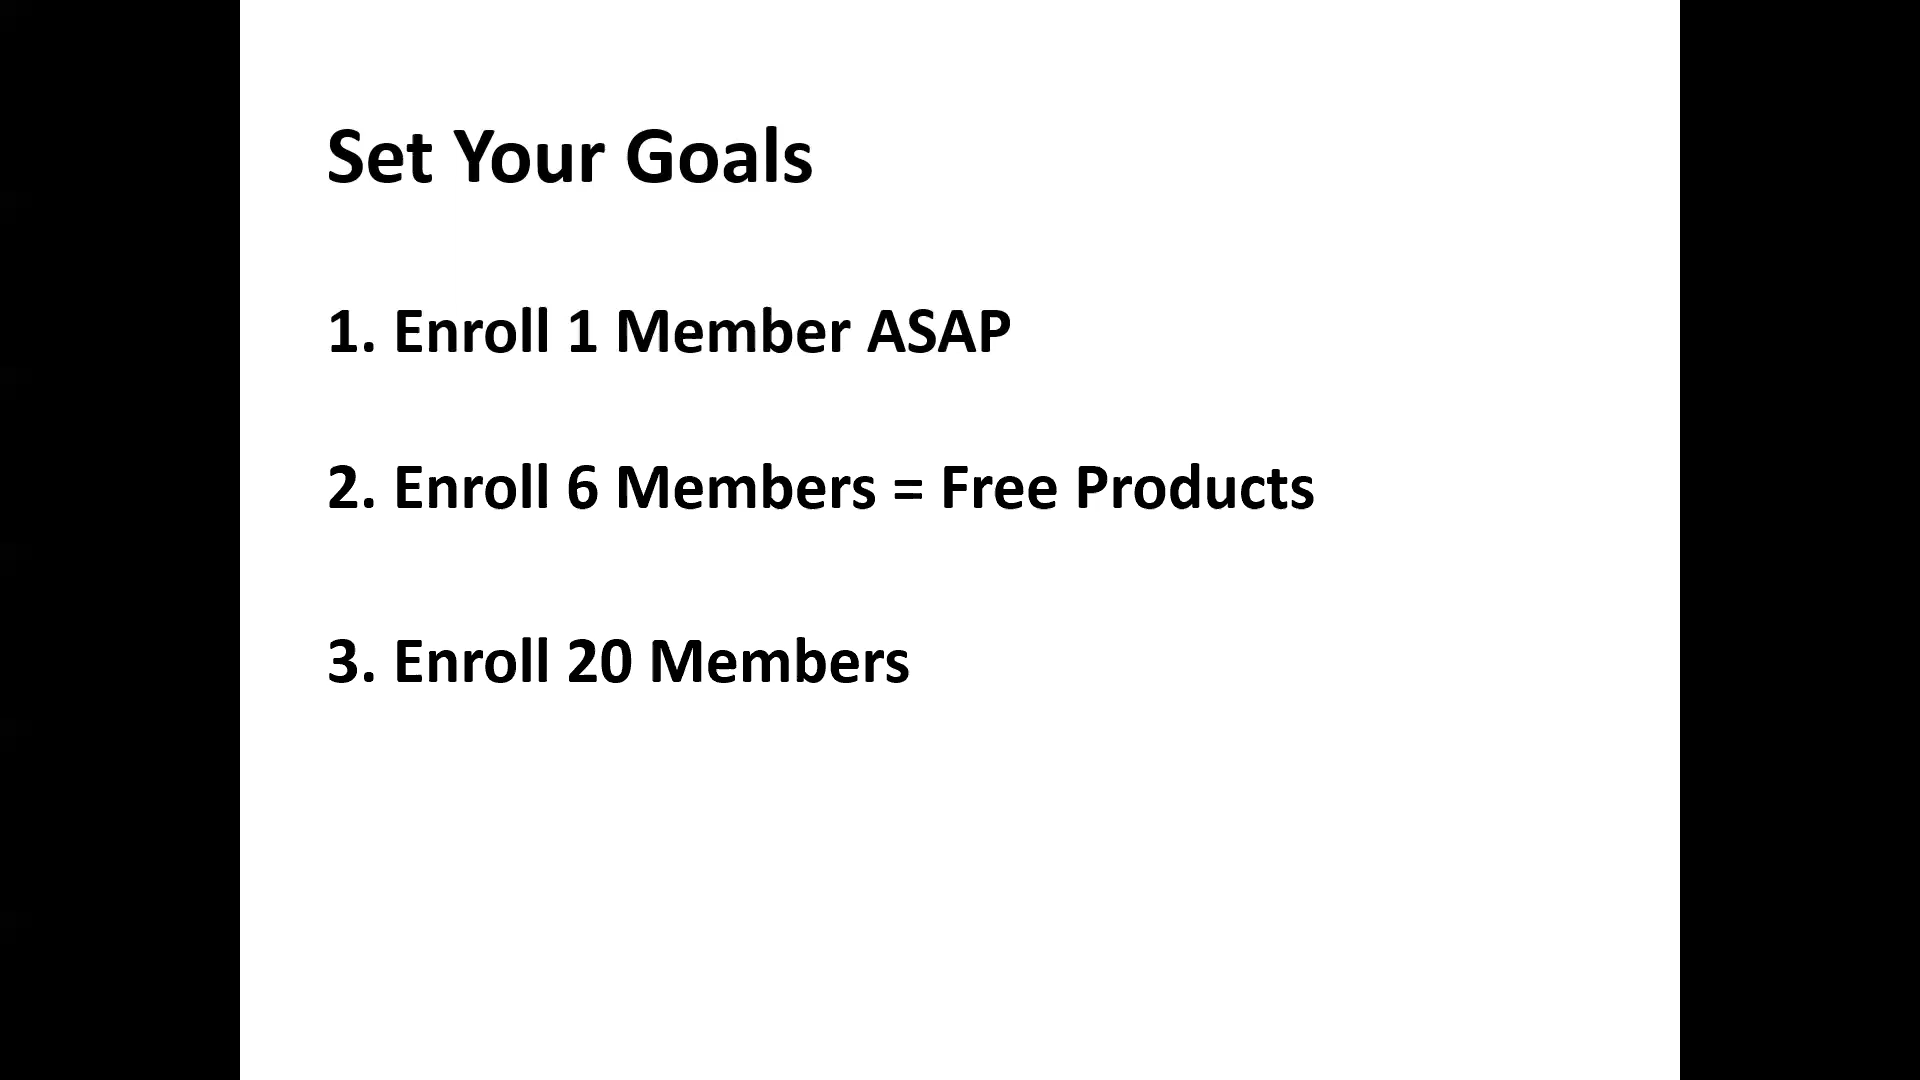 Set Your Goals
1. Enroll 1 Member ASAP
2. Enroll 6 Members = Free Products
3. Enroll 20 Members